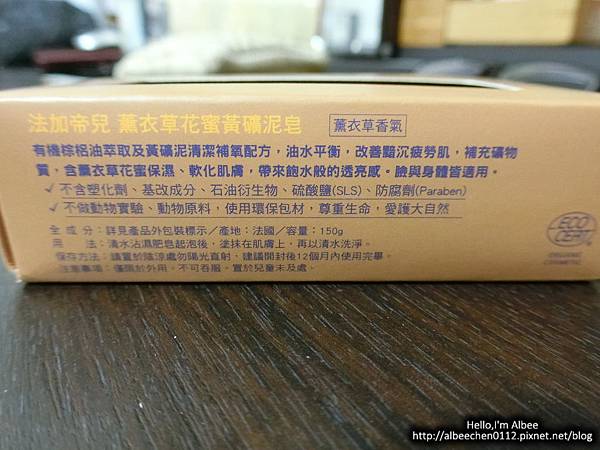 法加帝兒 薰衣草花蜜黃礦泥皂 薰衣草香氣
有機棕梠油萃取及黃礦泥清潔補氧配方，油水平衡，改善黯沉疲勞肌，補充礦物
質，含薰衣草花蜜保濕、軟化肌膚，帶來飽水般的透亮感。臉與身體皆適用。
✓ 不含塑化劑、基改成分、石油衍生物、硫酸鹽(SLS)、防腐劑(Paraben)
✓ 不做動物實驗、動物原料，使用環保包材，尊重生命，愛護大自然
全 成 分：詳見產品外包裝標示／產地：法國／容量：150g
用　　法：清水沾濕肥皂起泡後，塗抹在肌膚上，再以清水洗淨。
保存方法：請置於陰涼處勿陽光直射，建議開封後12個月內使用完畢。
注意事項：僅限於外用，不可吞服。置於兒童未及處。
ECO
CERT
ORGANIC
COSMETIC
Hello,I'm Albee
http://albeechen0112.pixnet.net/blog